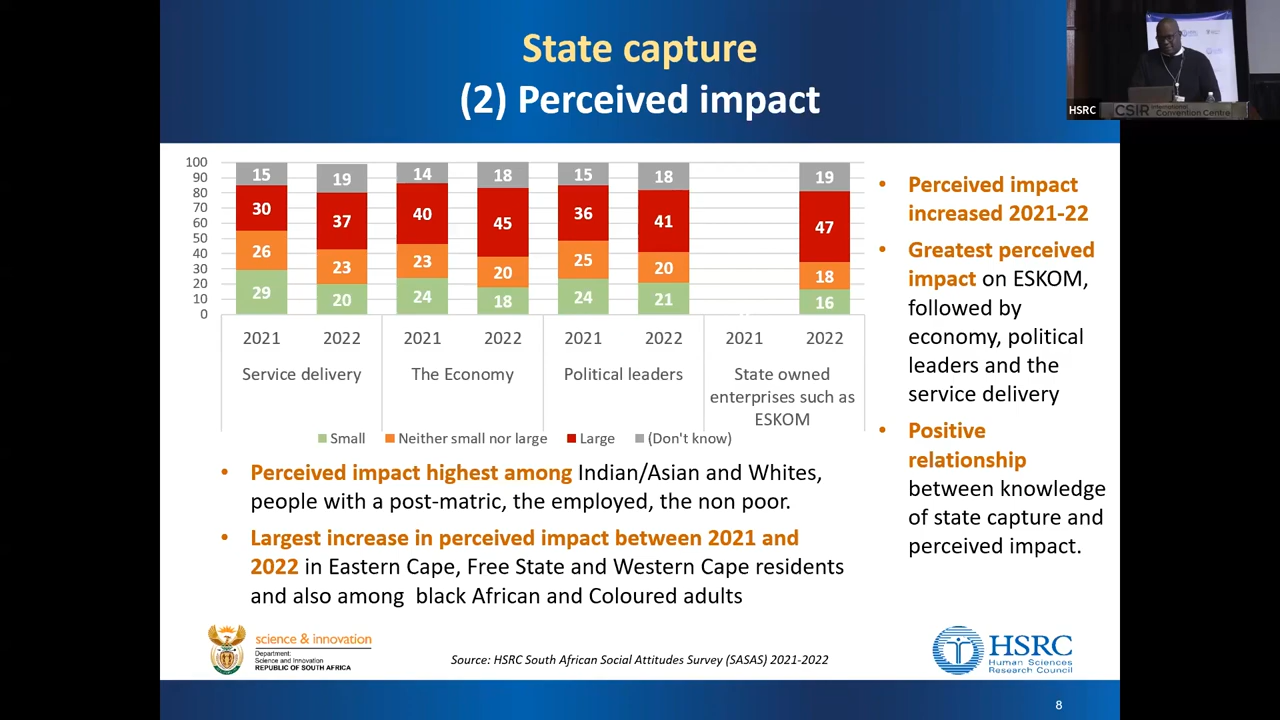 State capture
(2) Perceived impact
HSRC
CSIR International
Convention Centre
100
90
80
70
60
50
40
30
20
10
0
15 19 14 18 15 18 19
30 37 40 45 36 41 47
26 23 23 20 25 20 18
29 20 24 18 24 21 16
2021 2022 2021 2022 2021 2022 2021 2022
Service delivery The Economy Political leaders State owned
enterprises such as
ESKOM
Small Neither small nor large Large (Don't know)
• Perceived impact
increased 2021-22
• Greatest perceived
impact on ESKOM,
followed by
economy, political
leaders and the
service delivery
• Positive
relationship
between knowledge
of state capture and
perceived impact.
• Perceived impact highest among Indian/Asian and Whites,
people with a post-matric, the employed, the non poor.
• Largest increase in perceived impact between 2021 and
2022 in Eastern Cape, Free State and Western Cape residents
and also among black African and Coloured adults
science & innovation
Department:
Science and Innovation
REPUBLIC OF SOUTH AFRICA
Source: HSRC South African Social Attitudes Survey (SASAS) 2021-2022
HSRC
Human Sciences
Research Council
8